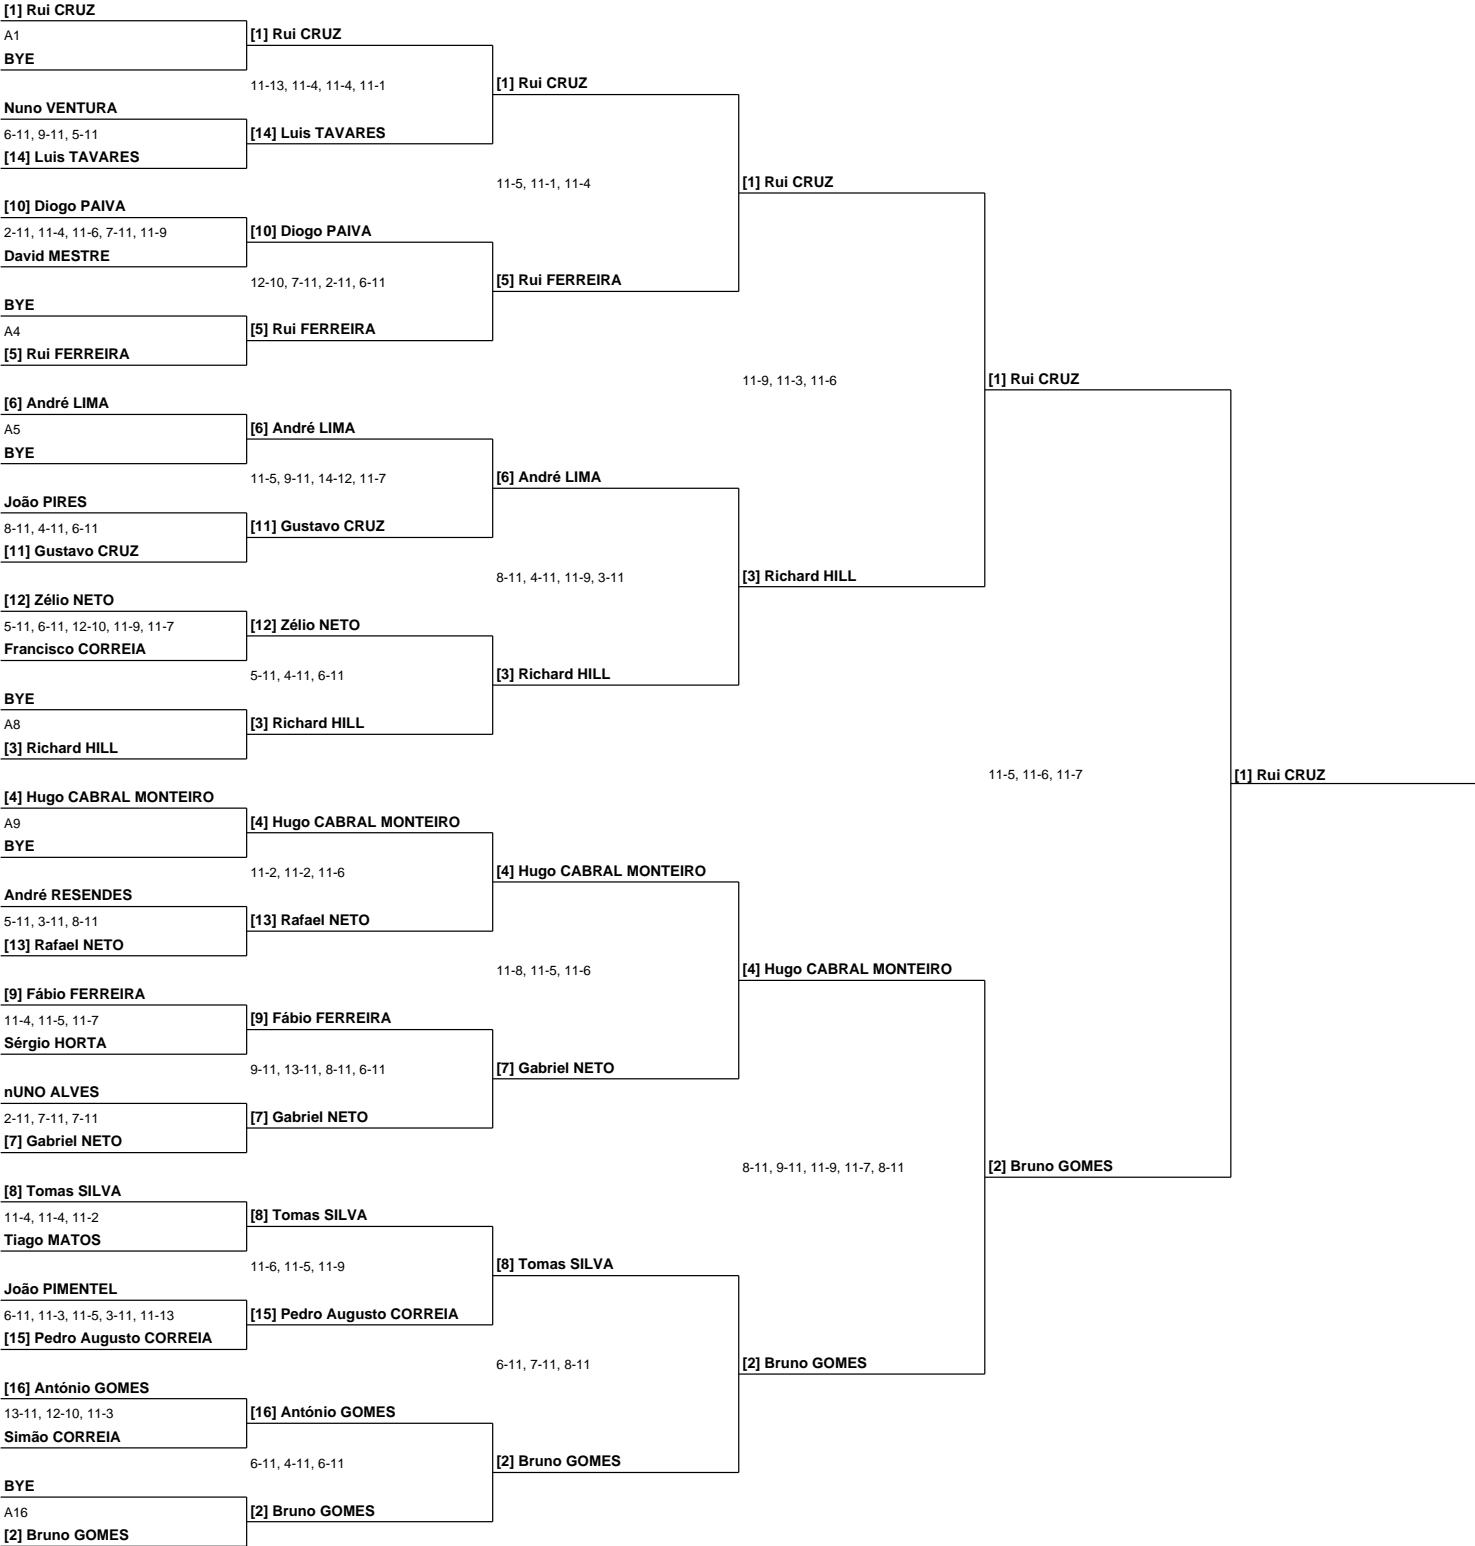 [1] Rui CRUZ
A1
BYE
Nuno VENTURA
6-11, 9-11, 5-11
[14] Luis TAVARES
[10] Diogo PAIVA
2-11, 11-4, 11-6, 7-11, 11-9
David MESTRE
BYE
A4
[5] Rui FERREIRA
[6] André LIMA
A5
BYE
João PIRES
8-11, 4-11, 6-11
[11] Gustavo CRUZ
[12] Zélio NETO
5-11, 6-11, 12-10, 11-9, 11-7
Francisco CORREIA
BYE
A8
[3] Richard HILL
[4] Hugo CABRAL MONTEIRO
A9
BYE
André RESENDES
5-11, 3-11, 8-11
[13] Rafael NETO
[9] Fábio FERREIRA
11-4, 11-5, 11-7
Sérgio HORTA
nUNO ALVES
2-11, 7-11, 7-11
[7] Gabriel NETO
[8] Tomas SILVA
11-4, 11-4, 11-2
Tiago MATOS
João PIMENTEL
6-11, 11-3, 11-5, 3-11, 11-13
[15] Pedro Augusto CORREIA
[16] António GOMES
13-11, 12-10, 11-3
Simão CORREIA
BYE
A16
[2] Bruno GOMES
[1] Rui CRUZ
11-13, 11-4, 11-4, 11-1
[14] Luis TAVARES
[10] Diogo PAIVA
12-10, 7-11, 2-11, 6-11
[5] Rui FERREIRA
[6] André LIMA
11-5, 9-11, 14-12, 11-7
[11] Gustavo CRUZ
[12] Zélio NETO
5-11, 4-11, 6-11
[3] Richard HILL
[4] Hugo CABRAL MONTEIRO
11-2, 11-2, 11-6
[13] Rafael NETO
[9] Fábio FERREIRA
9-11, 13-11, 8-11, 6-11
[7] Gabriel NETO
[8] Tomas SILVA
11-6, 11-5, 11-9
[15] Pedro Augusto CORREIA
[16] António GOMES
6-11, 4-11, 6-11
[2] Bruno GOMES
[1] Rui CRUZ
11-5, 11-1, 11-4
[5] Rui FERREIRA
[6] André LIMA
8-11, 4-11, 11-9, 3-11
[3] Richard HILL
[4] Hugo CABRAL MONTEIRO
11-8, 11-5, 11-6
[7] Gabriel NETO
[8] Tomas SILVA
6-11, 7-11, 8-11
[2] Bruno GOMES
[1] Rui CRUZ
11-9, 11-3, 11-6
[3] Richard HILL
[4] Hugo CABRAL MONTEIRO
8-11, 9-11, 11-9, 11-7, 8-11
[2] Bruno GOMES
[1] Rui CRUZ
11-5, 11-6, 11-7
[2] Bruno GOMES
[1] Rui CRUZ